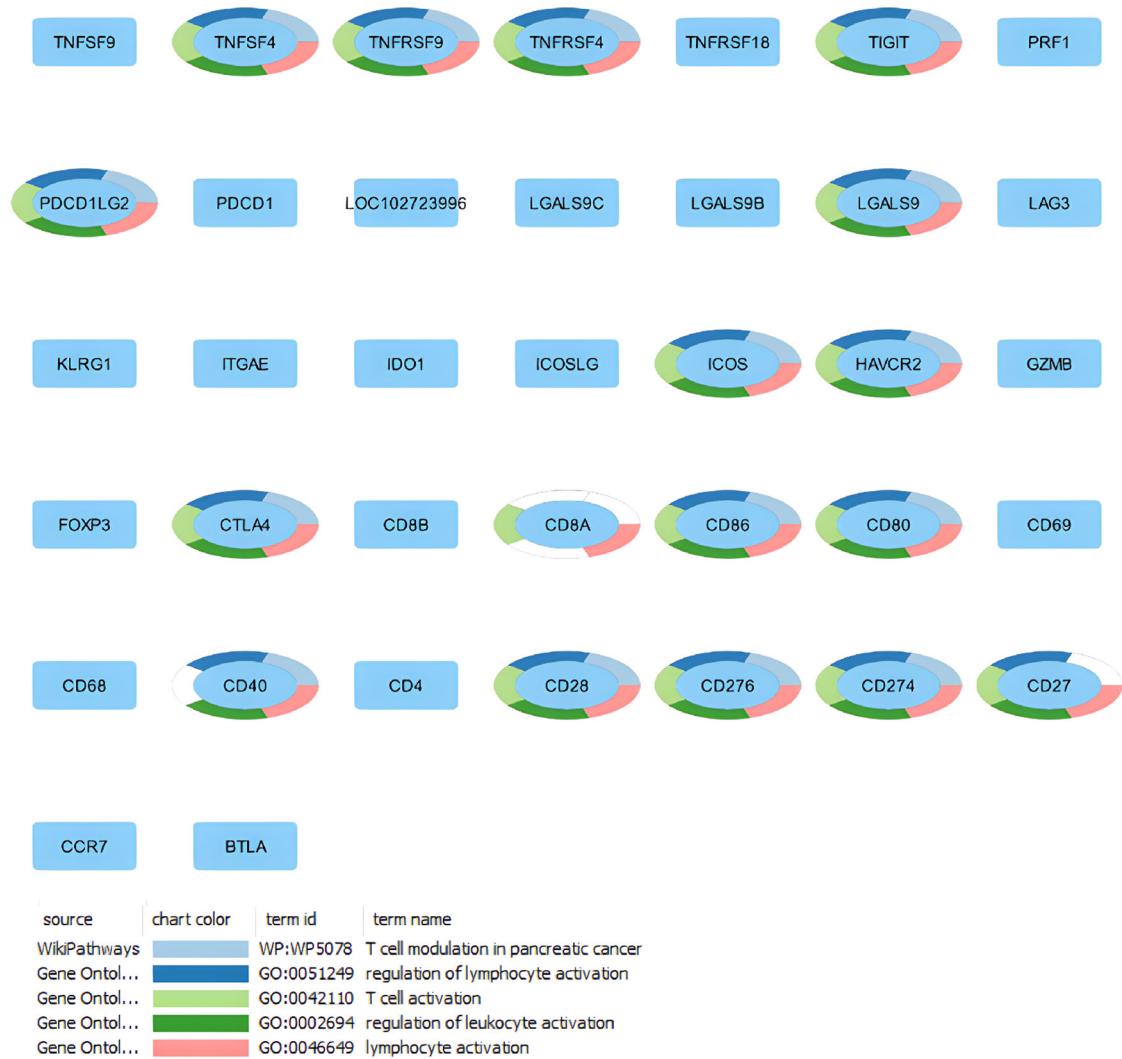 TNFSF9 TNFSF4 TNFRSF9 TNFRSF4 TNFRSF18 TIGIT PRF1
PDCD1LG2 PDCD1 LOC102723996 LGALS9C LGALS9B LGALS9 LAG3
KLRG1 ITGAE IDO1 ICOSLG ICOS HAVCR2 GZMB
FOXP3 CTLA4 CD8B CD8A CD86 CD80 CD69
CD68 CD40 CD4 CD28 CD276 CD274 CD27
CCR7 BTLA
source chart color term id term name
WikiPathways WP:WP5078 T cell modulation in pancreatic cancer
Gene Ontol... GO:0051249 regulation of lymphocyte activation
Gene Ontol... GO:0042110 T cell activation
Gene Ontol... GO:0002694 regulation of leukocyte activation
Gene Ontol... GO:0046649 lymphocyte activation